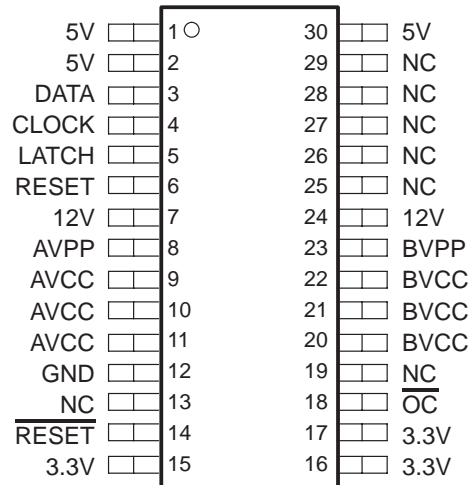 5V 1 30 5V
5V 2 29 NC
DATA 3 28 NC
CLOCK 4 27 NC
LATCH 5 26 NC
RESET 6 25 NC
12V 7 24 12V
AVPP 8 23 BVPP
AVCC 9 22 BVCC
AVCC 10 21 BVCC
AVCC 11 20 BVCC
GND 12 19 NC
NC 13 18 O̅C̅
R̅E̅S̅E̅T̅ 14 17 3.3V
3.3V 15 16 3.3V